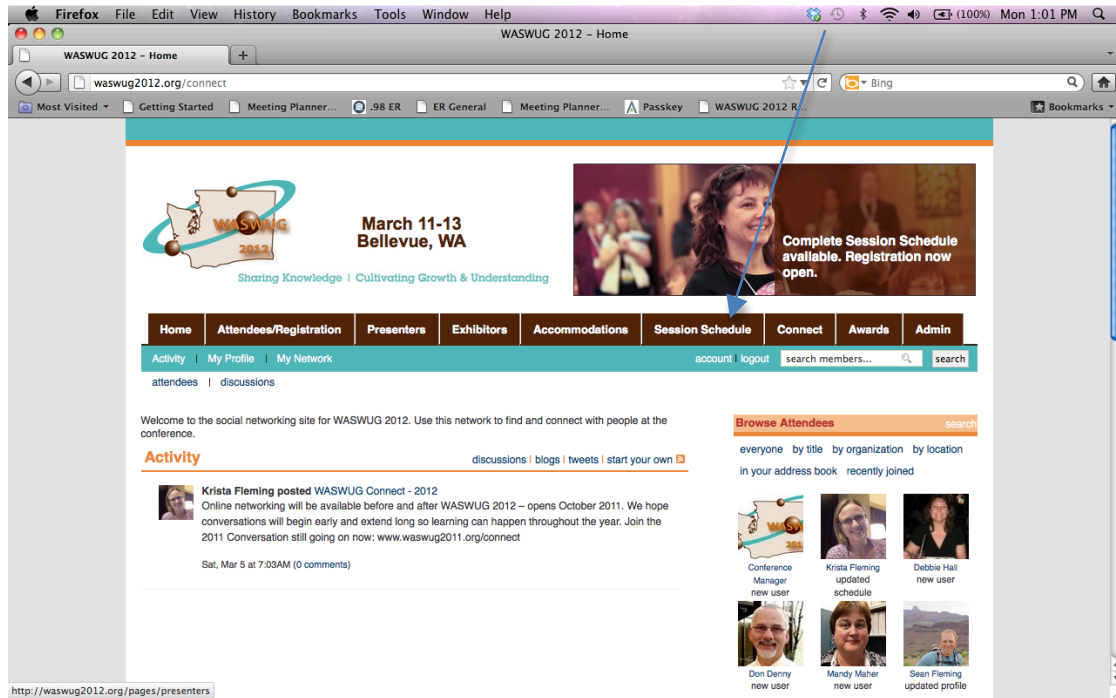 Firefox File Edit View History Bookmarks Tools Window Help (100%) Mon 1:01 PM
WASWUG 2012 – Home
WASWUG 2012 – Home +
waswug2012.org/connect Bing
Most Visited Getting Started Meeting Planner... .98 ER ER General Meeting Planner... Passkey WASWUG 2012 R... Bookmarks
WASWUG
2012
March 11-13
Bellevue, WA
Sharing Knowledge | Cultivating Growth & Understanding
Complete Session Schedule
available. Registration now
open.
Home Attendees/Registration Presenters Exhibitors Accommodations Session Schedule Connect Awards Admin
Activity | My Profile | My Network account | logout search members... search
attendees | discussions
Welcome to the social networking site for WASWUG 2012. Use this network to find and connect with people at the
conference.
Activity discussions | blogs | tweets | start your own
Krista Fleming posted WASWUG Connect - 2012
Online networking will be available before and after WASWUG 2012 – opens October 2011. We hope
conversations will begin early and extend long so learning can happen throughout the year. Join the
2011 Conversation still going on now: www.waswug2011.org/connect
Sat, Mar 5 at 7:03AM (0 comments)
Browse Attendees search
everyone by title by organization by location
in your address book recently joined
Conference
Manager
new user
Krista Fleming
updated
schedule
Debbie Hall
new user
Don Denny
new user
Mandy Maher
new user
Sean Fleming
updated profile
http://waswug2012.org/pages/presenters